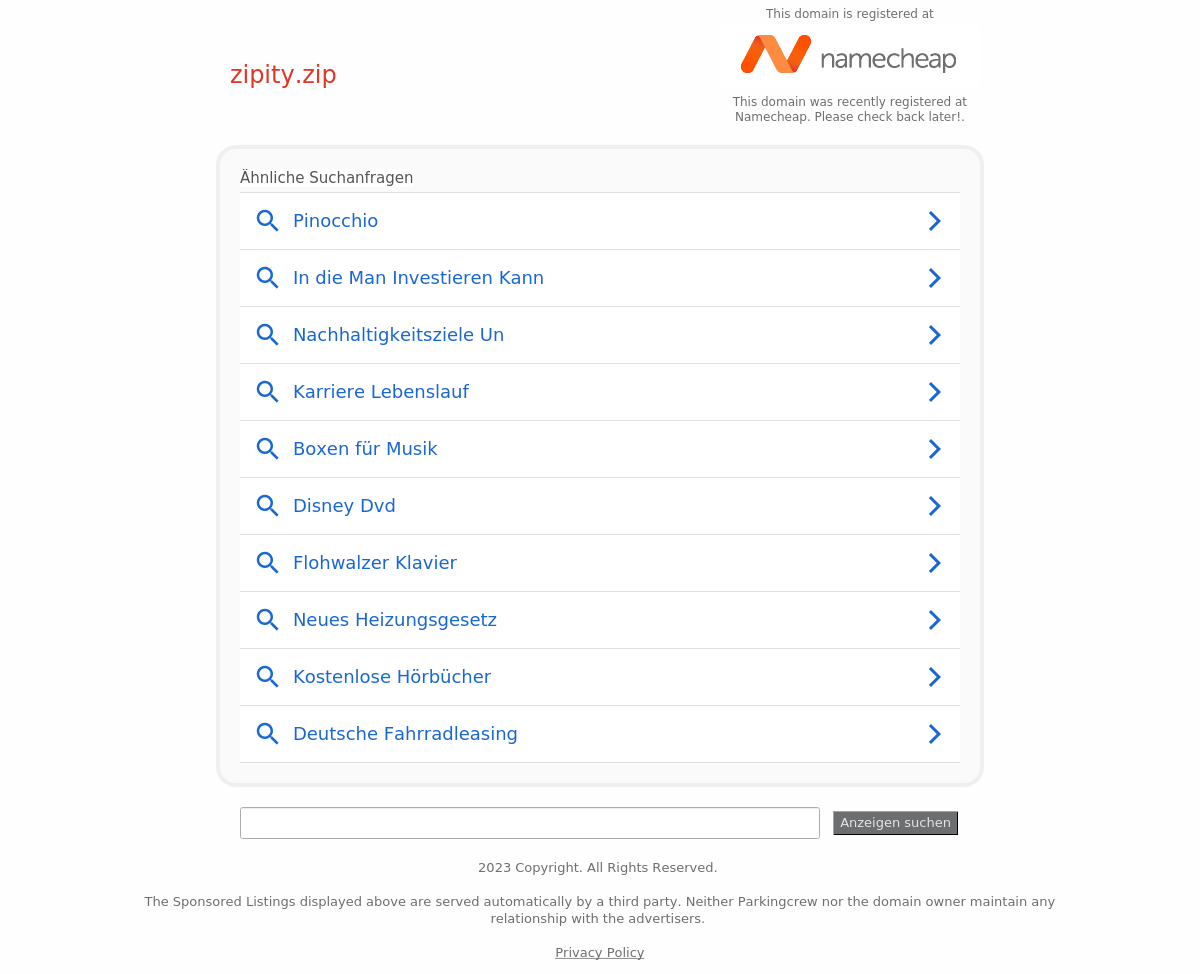 This domain is registered at
namecheap
zipity.zip
This domain was recently registered at
Namecheap. Please check back later!.
Ähnliche Suchanfragen
Pinocchio
In die Man Investieren Kann
Nachhaltigkeitsziele Un
Karriere Lebenslauf
Boxen für Musik
Disney Dvd
Flohwalzer Klavier
Neues Heizungsgesetz
Kostenlose Hörbücher
Deutsche Fahrradleasing
Anzeigen suchen
2023 Copyright. All Rights Reserved.
The Sponsored Listings displayed above are served automatically by a third party. Neither Parkingcrew nor the domain owner maintain any
relationship with the advertisers.
Privacy Policy